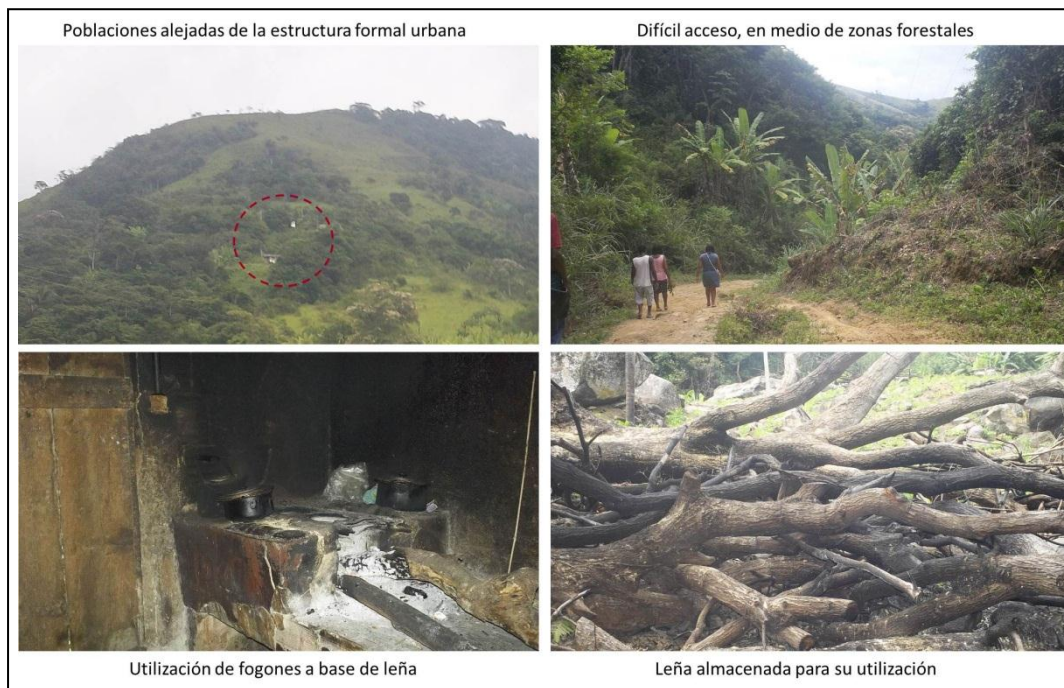 Poblaciones alejadas de la estructura formal urbana
Difícil acceso, en medio de zonas forestales
Utilización de fogones a base de leña
Leña almacenada para su utilización